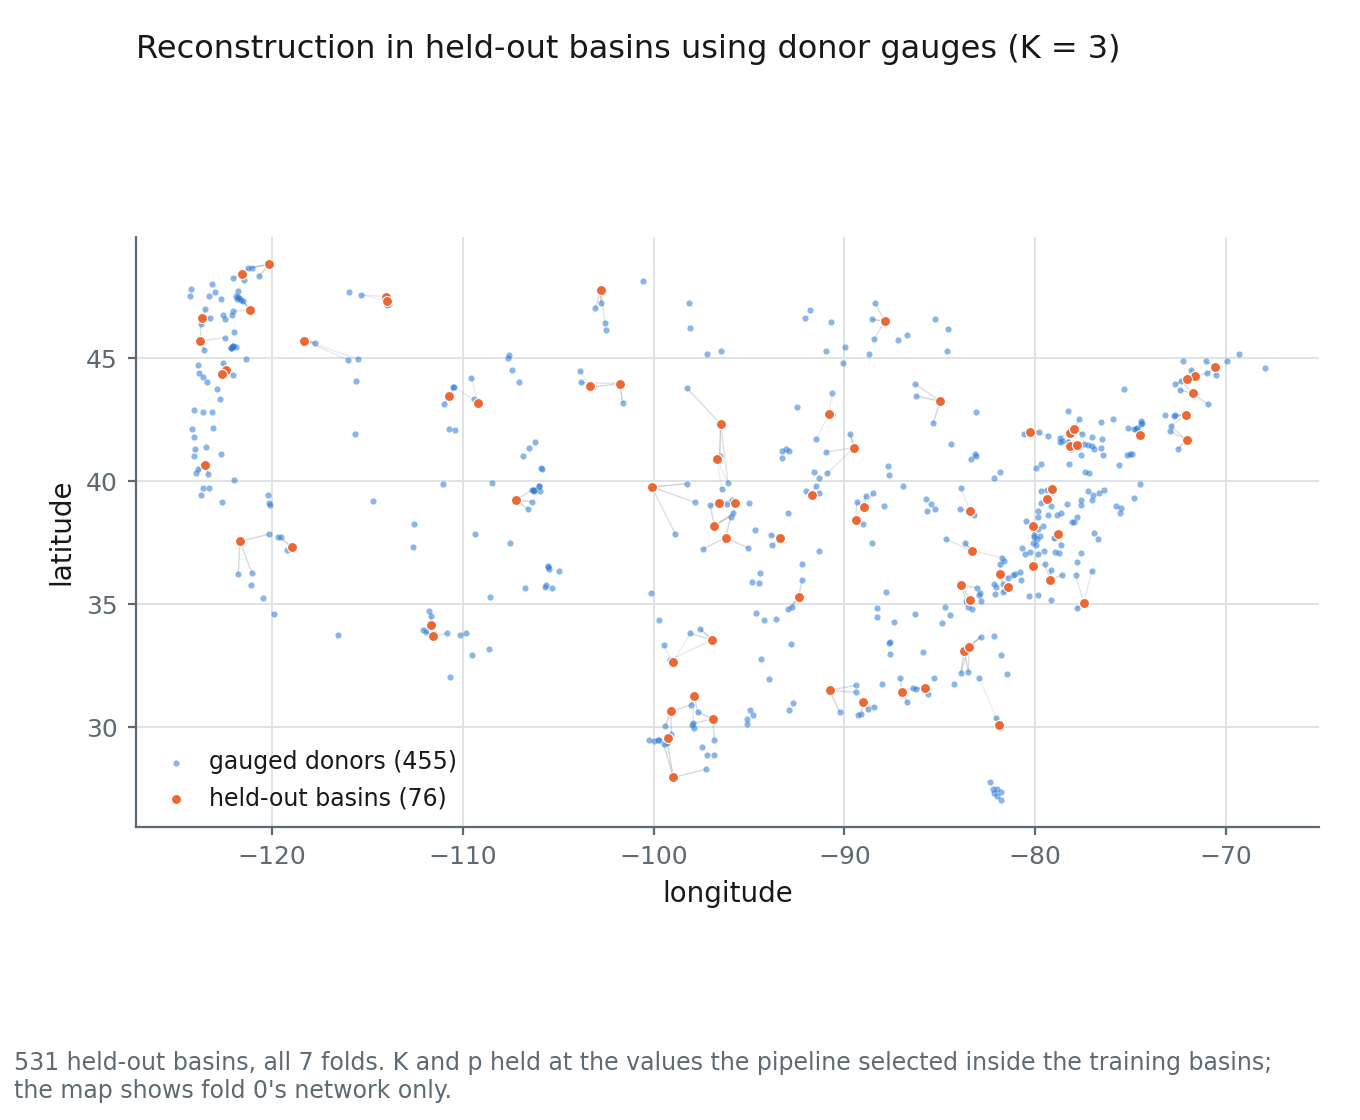 Reconstruction in held-out basins using donor gauges (K = 3)
latitude
45
40
35
30
gauged donors (455)
held-out basins (76)
−120
−110
−100
−90
−80
−70
longitude
531 held-out basins, all 7 folds. K and p held at the values the pipeline selected inside the training basins;
the map shows fold 0's network only.